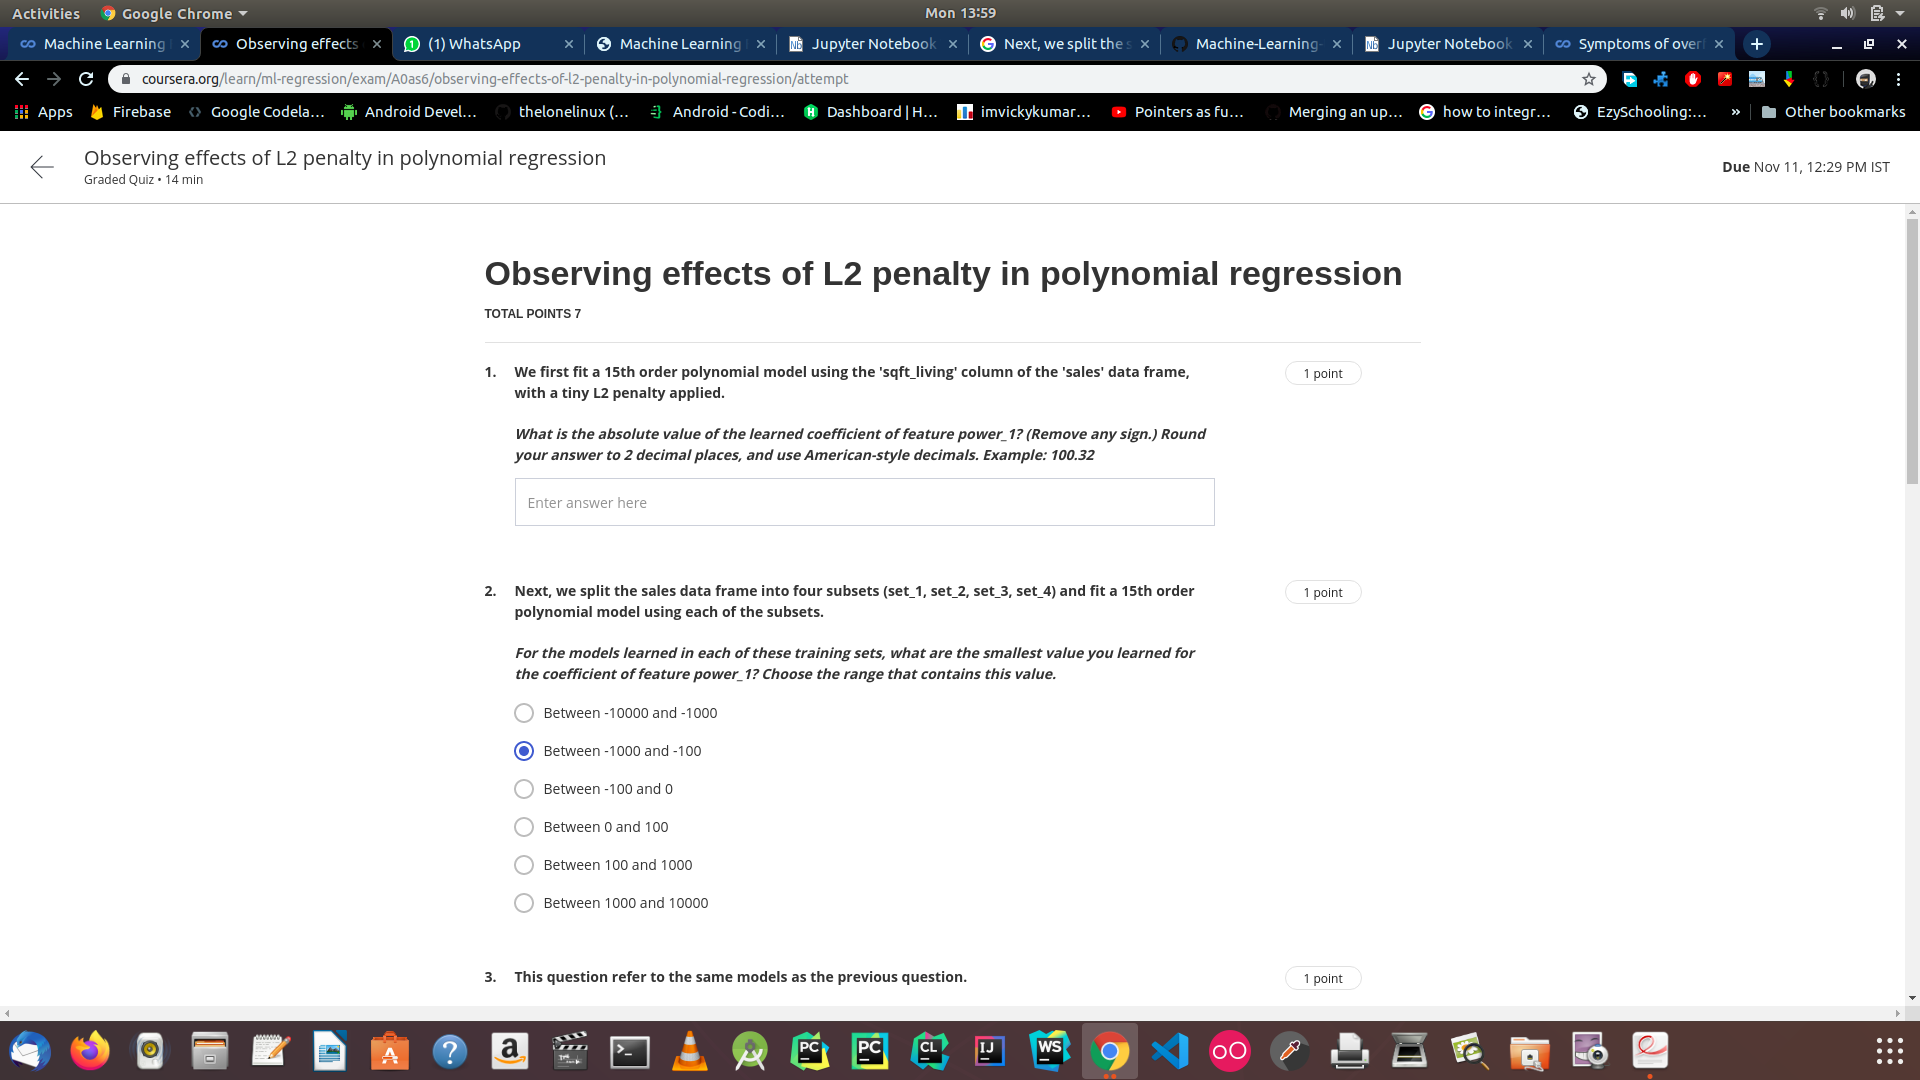 Activities
Google Chrome
Mon 13:59
Machine Learning
Observing effects
(1) WhatsApp
Machine Learning
Jupyter Notebook
Next, we split the s
Machine-Learning-
Jupyter Notebook
Symptoms of over
coursera.org/learn/ml-regression/exam/A0as6/observing-effects-of-l2-penalty-in-polynomial-regression/attempt
Apps
Firebase
Google Codela...
Android Devel...
thelonelinux (...
Android - Codi...
Dashboard | H...
imvickykumar...
Pointers as fu...
Merging an up...
how to integr...
EzySchooling:...
»
Other bookmarks
Observing effects of L2 penalty in polynomial regression
Graded Quiz • 14 min
Due Nov 11, 12:29 PM IST
Observing effects of L2 penalty in polynomial regression
TOTAL POINTS 7
1. We first fit a 15th order polynomial model using the 'sqft_living' column of the 'sales' data frame,
with a tiny L2 penalty applied.
1 point
What is the absolute value of the learned coefficient of feature power_1? (Remove any sign.) Round
your answer to 2 decimal places, and use American-style decimals. Example: 100.32
Enter answer here
2. Next, we split the sales data frame into four subsets (set_1, set_2, set_3, set_4) and fit a 15th order
polynomial model using each of the subsets.
1 point
For the models learned in each of these training sets, what are the smallest value you learned for
the coefficient of feature power_1? Choose the range that contains this value.
Between -10000 and -1000
Between -1000 and -100
Between -100 and 0
Between 0 and 100
Between 100 and 1000
Between 1000 and 10000
3. This question refer to the same models as the previous question.
1 point